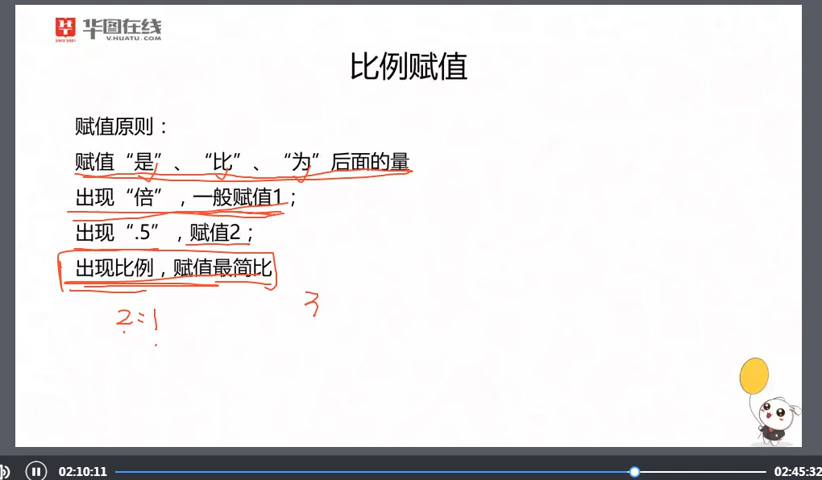 华图在线
V.HUATU.COM
比例赋值
赋值原则：
赋值“是”、“比”、“为”后面的量
出现“倍”，一般赋值1；
出现“.5”，赋值2；
出现比例，赋值最简比
2:1
3
02:10:11
02:45:32